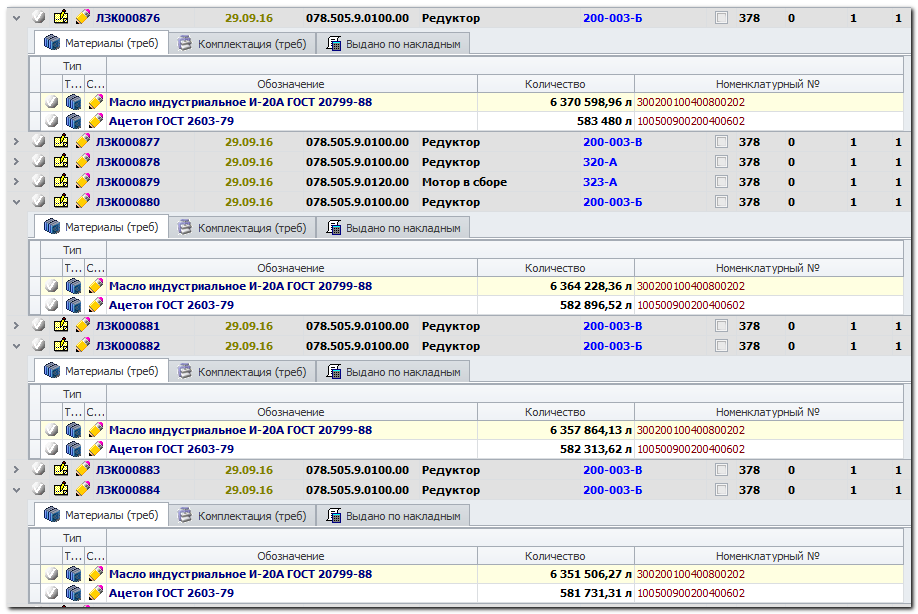 ЛЗК000876 29.09.16 078.505.9.0100.00 Редуктор 200-003-Б 378 0 1 1
Материалы (треб) Комплектация (треб) Выдано по накладным
Тип
Т... С... Обозначение Количество Номенклатурный №
Масло индустриальное И-20А ГОСТ 20799-88 6 370 598,96 л 300200100400800202
Ацетон ГОСТ 2603-79 583 480 л 100500900200400602
ЛЗК000877 29.09.16 078.505.9.0100.00 Редуктор 200-003-В 378 0 1 1
ЛЗК000878 29.09.16 078.505.9.0100.00 Редуктор 320-А 378 0 1 1
ЛЗК000879 29.09.16 078.505.9.0120.00 Мотор в сборе 323-А 378 0 1 1
ЛЗК000880 29.09.16 078.505.9.0100.00 Редуктор 200-003-Б 378 0 1 1
Материалы (треб) Комплектация (треб) Выдано по накладным
Тип
Т... С... Обозначение Количество Номенклатурный №
Масло индустриальное И-20А ГОСТ 20799-88 6 364 228,36 л 300200100400800202
Ацетон ГОСТ 2603-79 582 896,52 л 100500900200400602
ЛЗК000881 29.09.16 078.505.9.0100.00 Редуктор 200-003-В 378 0 1 1
ЛЗК000882 29.09.16 078.505.9.0100.00 Редуктор 200-003-Б 378 0 1 1
Материалы (треб) Комплектация (треб) Выдано по накладным
Тип
Т... С... Обозначение Количество Номенклатурный №
Масло индустриальное И-20А ГОСТ 20799-88 6 357 864,13 л 300200100400800202
Ацетон ГОСТ 2603-79 582 313,62 л 100500900200400602
ЛЗК000883 29.09.16 078.505.9.0100.00 Редуктор 200-003-В 378 0 1 1
ЛЗК000884 29.09.16 078.505.9.0100.00 Редуктор 200-003-Б 378 0 1 1
Материалы (треб) Комплектация (треб) Выдано по накладным
Тип
Т... С... Обозначение Количество Номенклатурный №
Масло индустриальное И-20А ГОСТ 20799-88 6 351 506,27 л 300200100400800202
Ацетон ГОСТ 2603-79 581 731,31 л 100500900200400602